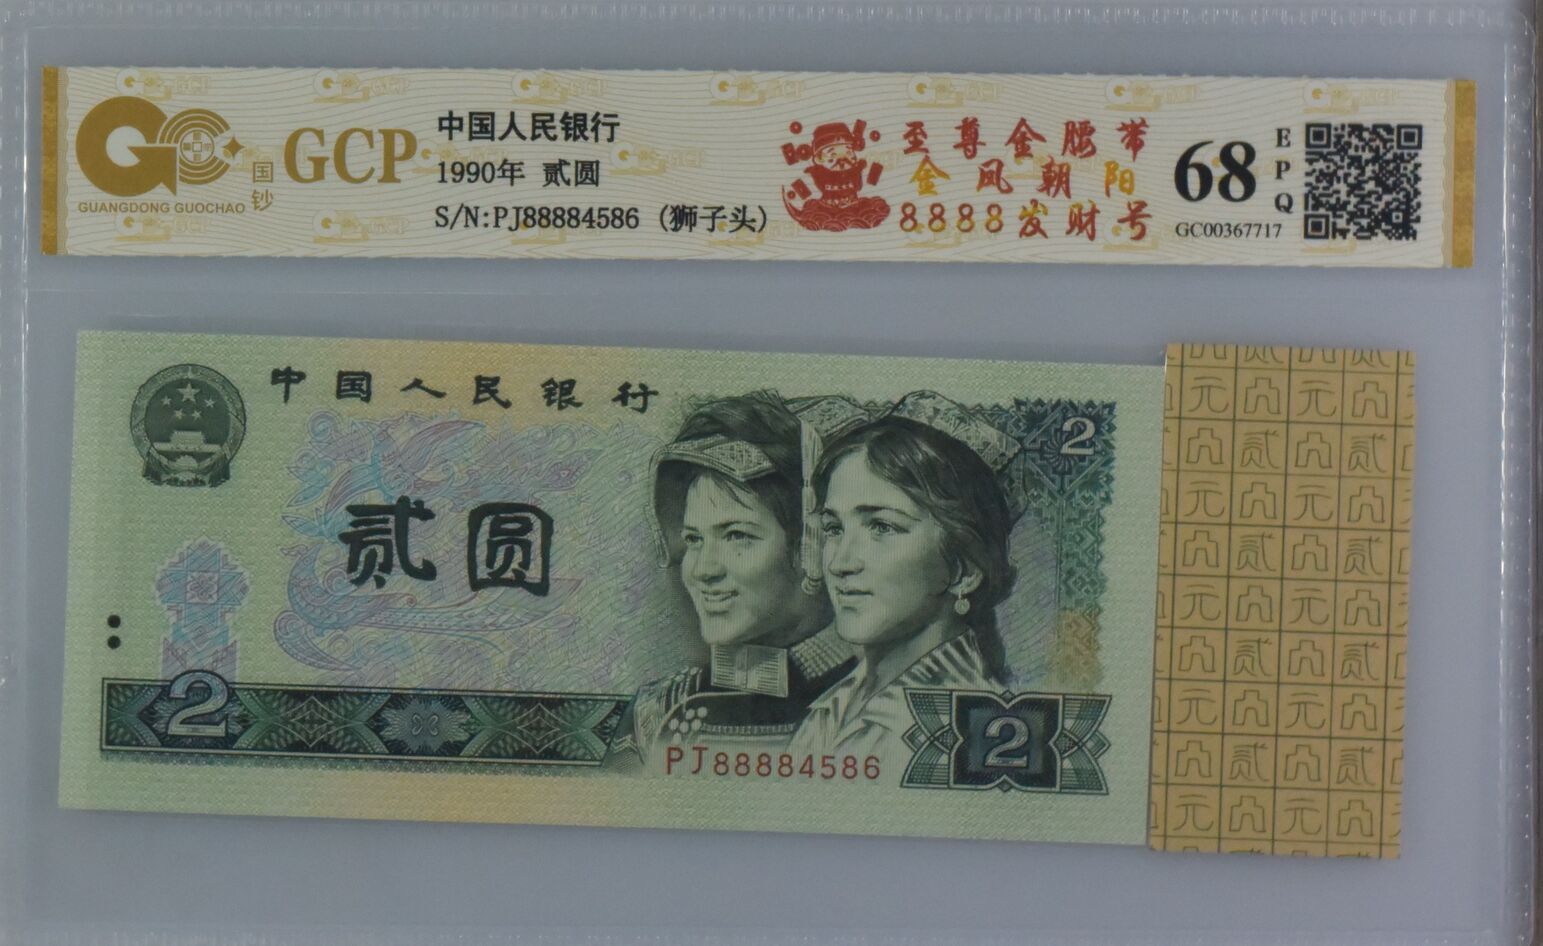 GCP
国钞
GUANGDONG GUOCHAO
中国人民银行
1990年 贰圆
S/N:PJ88884586 (狮子头)
至尊金腰带
金凤朝阳
8888发财号
68
EPQ
GC00367717
中国人民银行
贰圆
2
2
2
PJ88884586